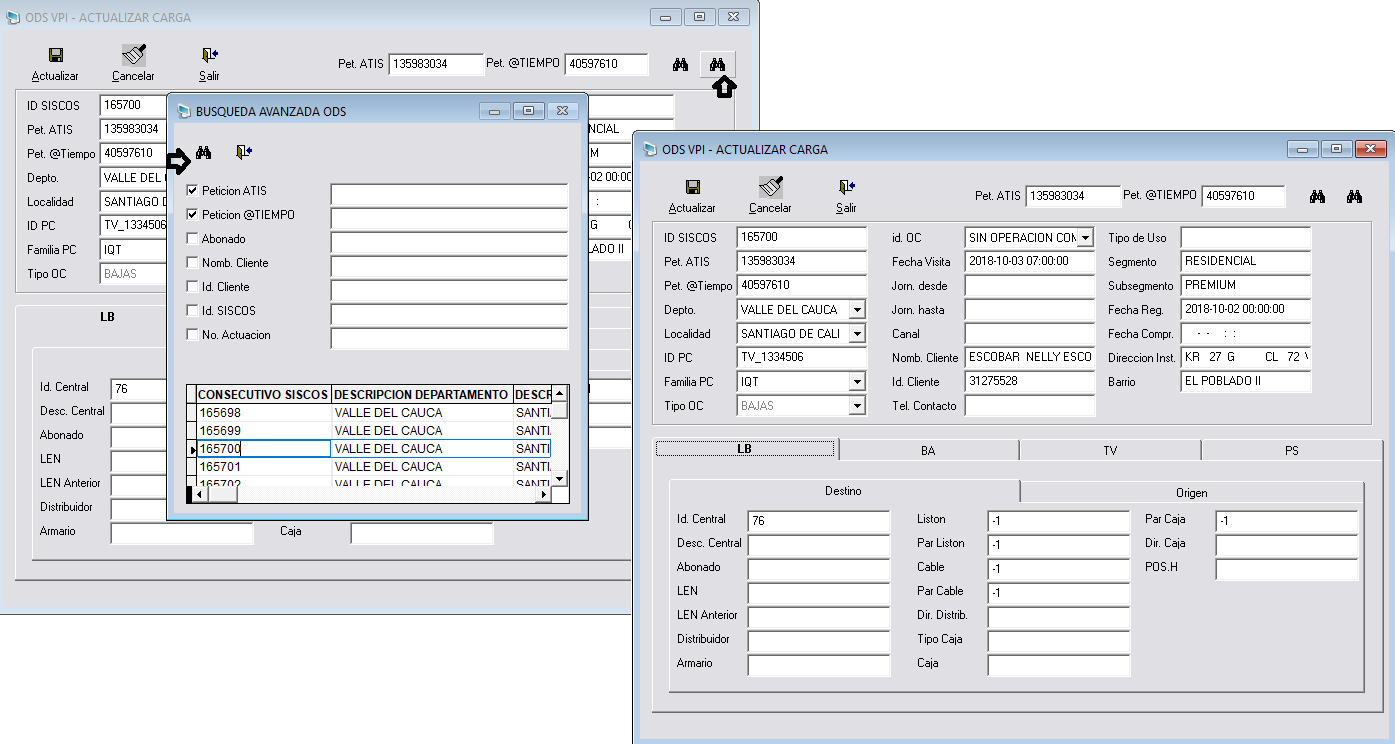 ODS VPI - ACTUALIZAR CARGA
Actualizar Cancelar Salir Pet. ATIS 135983034 Pet. @TIEMPO 40597610
ID SISCOS 165700
Pet. ATIS 135983034 NCIAL
Pet. @Tiempo 40597610 M
Depto. VALLE DEL -02 00:00
Localidad SANTIAGO D :
ID PC TV_1334506 G
Familia PC IQT LADO II
Tipo OC BAJAS
LB
Id. Central 76
Desc. Central
Abonado
LEN
LEN Anterior
Distribuidor
Armario Caja
BUSQUEDA AVANZADA ODS
Peticion ATIS
Peticion @TIEMPO
Abonado
Nomb. Cliente
Id. Cliente
Id. SISCOS
No. Actuacion
CONSECUTIVO SISCOS DESCRIPCION DEPARTAMENTO DESCR
165698 VALLE DEL CAUCA SANTI
165699 VALLE DEL CAUCA SANTI
165700 VALLE DEL CAUCA SANTI
165701 VALLE DEL CAUCA SANTI
165702 VALLE DEL CAUCA SANTI
ODS VPI - ACTUALIZAR CARGA
Actualizar Cancelar Salir Pet. ATIS 135983034 Pet. @TIEMPO 40597610
ID SISCOS 165700 id. OC SIN OPERACION COM Tipo de Uso
Pet. ATIS 135983034 Fecha Visita 2018-10-03 07:00:00 Segmento RESIDENCIAL
Pet. @Tiempo 40597610 Jorn. desde Subsegmento PREMIUM
Depto. VALLE DEL CAUCA Jorn. hasta Fecha Reg. 2018-10-02 00:00:00
Localidad SANTIAGO DE CALI Canal Fecha Compr. - - : :
ID PC TV_1334506 Nomb. Cliente ESCOBAR NELLY ESCO Direccion Inst. KR 27 G CL 72
Familia PC IQT Id. Cliente 31275528 Barrio EL POBLADO II
Tipo OC BAJAS Tel. Contacto
LB BA TV PS
Destino Origen
Id. Central 76 Liston -1 Par Caja -1
Desc. Central Par Liston -1 Dir. Caja
Abonado Cable -1 POS.H
LEN Par Cable -1
LEN Anterior Dir. Distrib.
Distribuidor Tipo Caja
Armario Caja